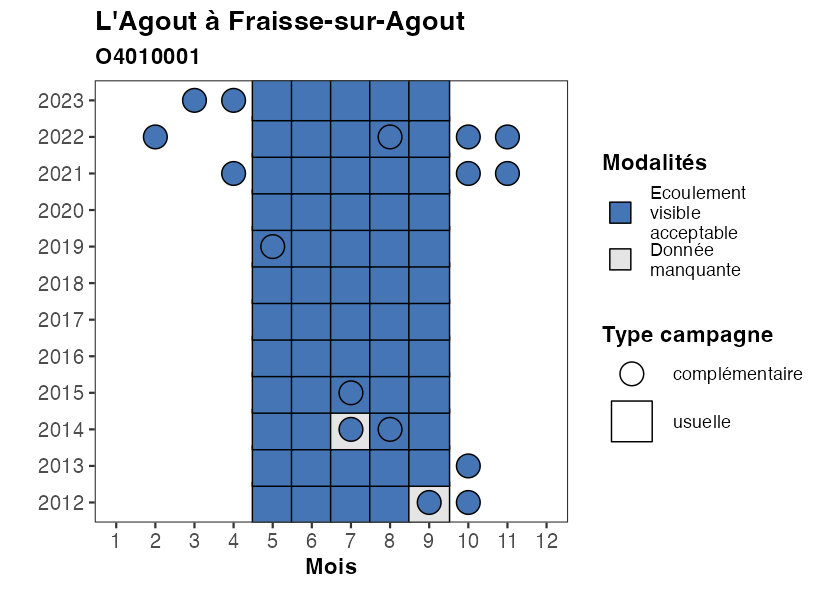 L'Agout à Fraisse-sur-Agout
O4010001
2023
2022
2021
2020
2019
2018
2017
2016
2015
2014
2013
2012
1 2 3 4 5 6 7 8 9 10 11 12
Mois
Modalités
Ecoulement
visible
acceptable
Donnée
manquante
Type campagne
complémentaire
usuelle